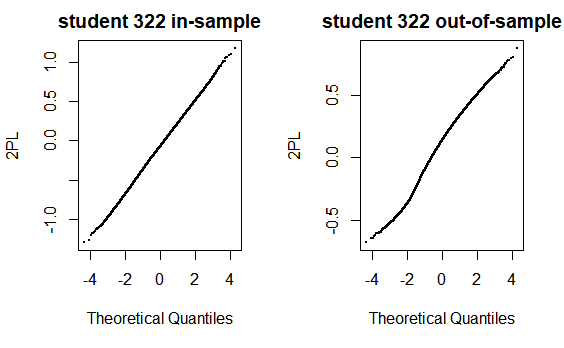 student 322 in-sample
2PL
1.0
0.5
0.0
-1.0
-4 -2 0 2 4
Theoretical Quantiles
student 322 out-of-sample
2PL
0.5
0.0
-0.5
-4 -2 0 2 4
Theoretical Quantiles